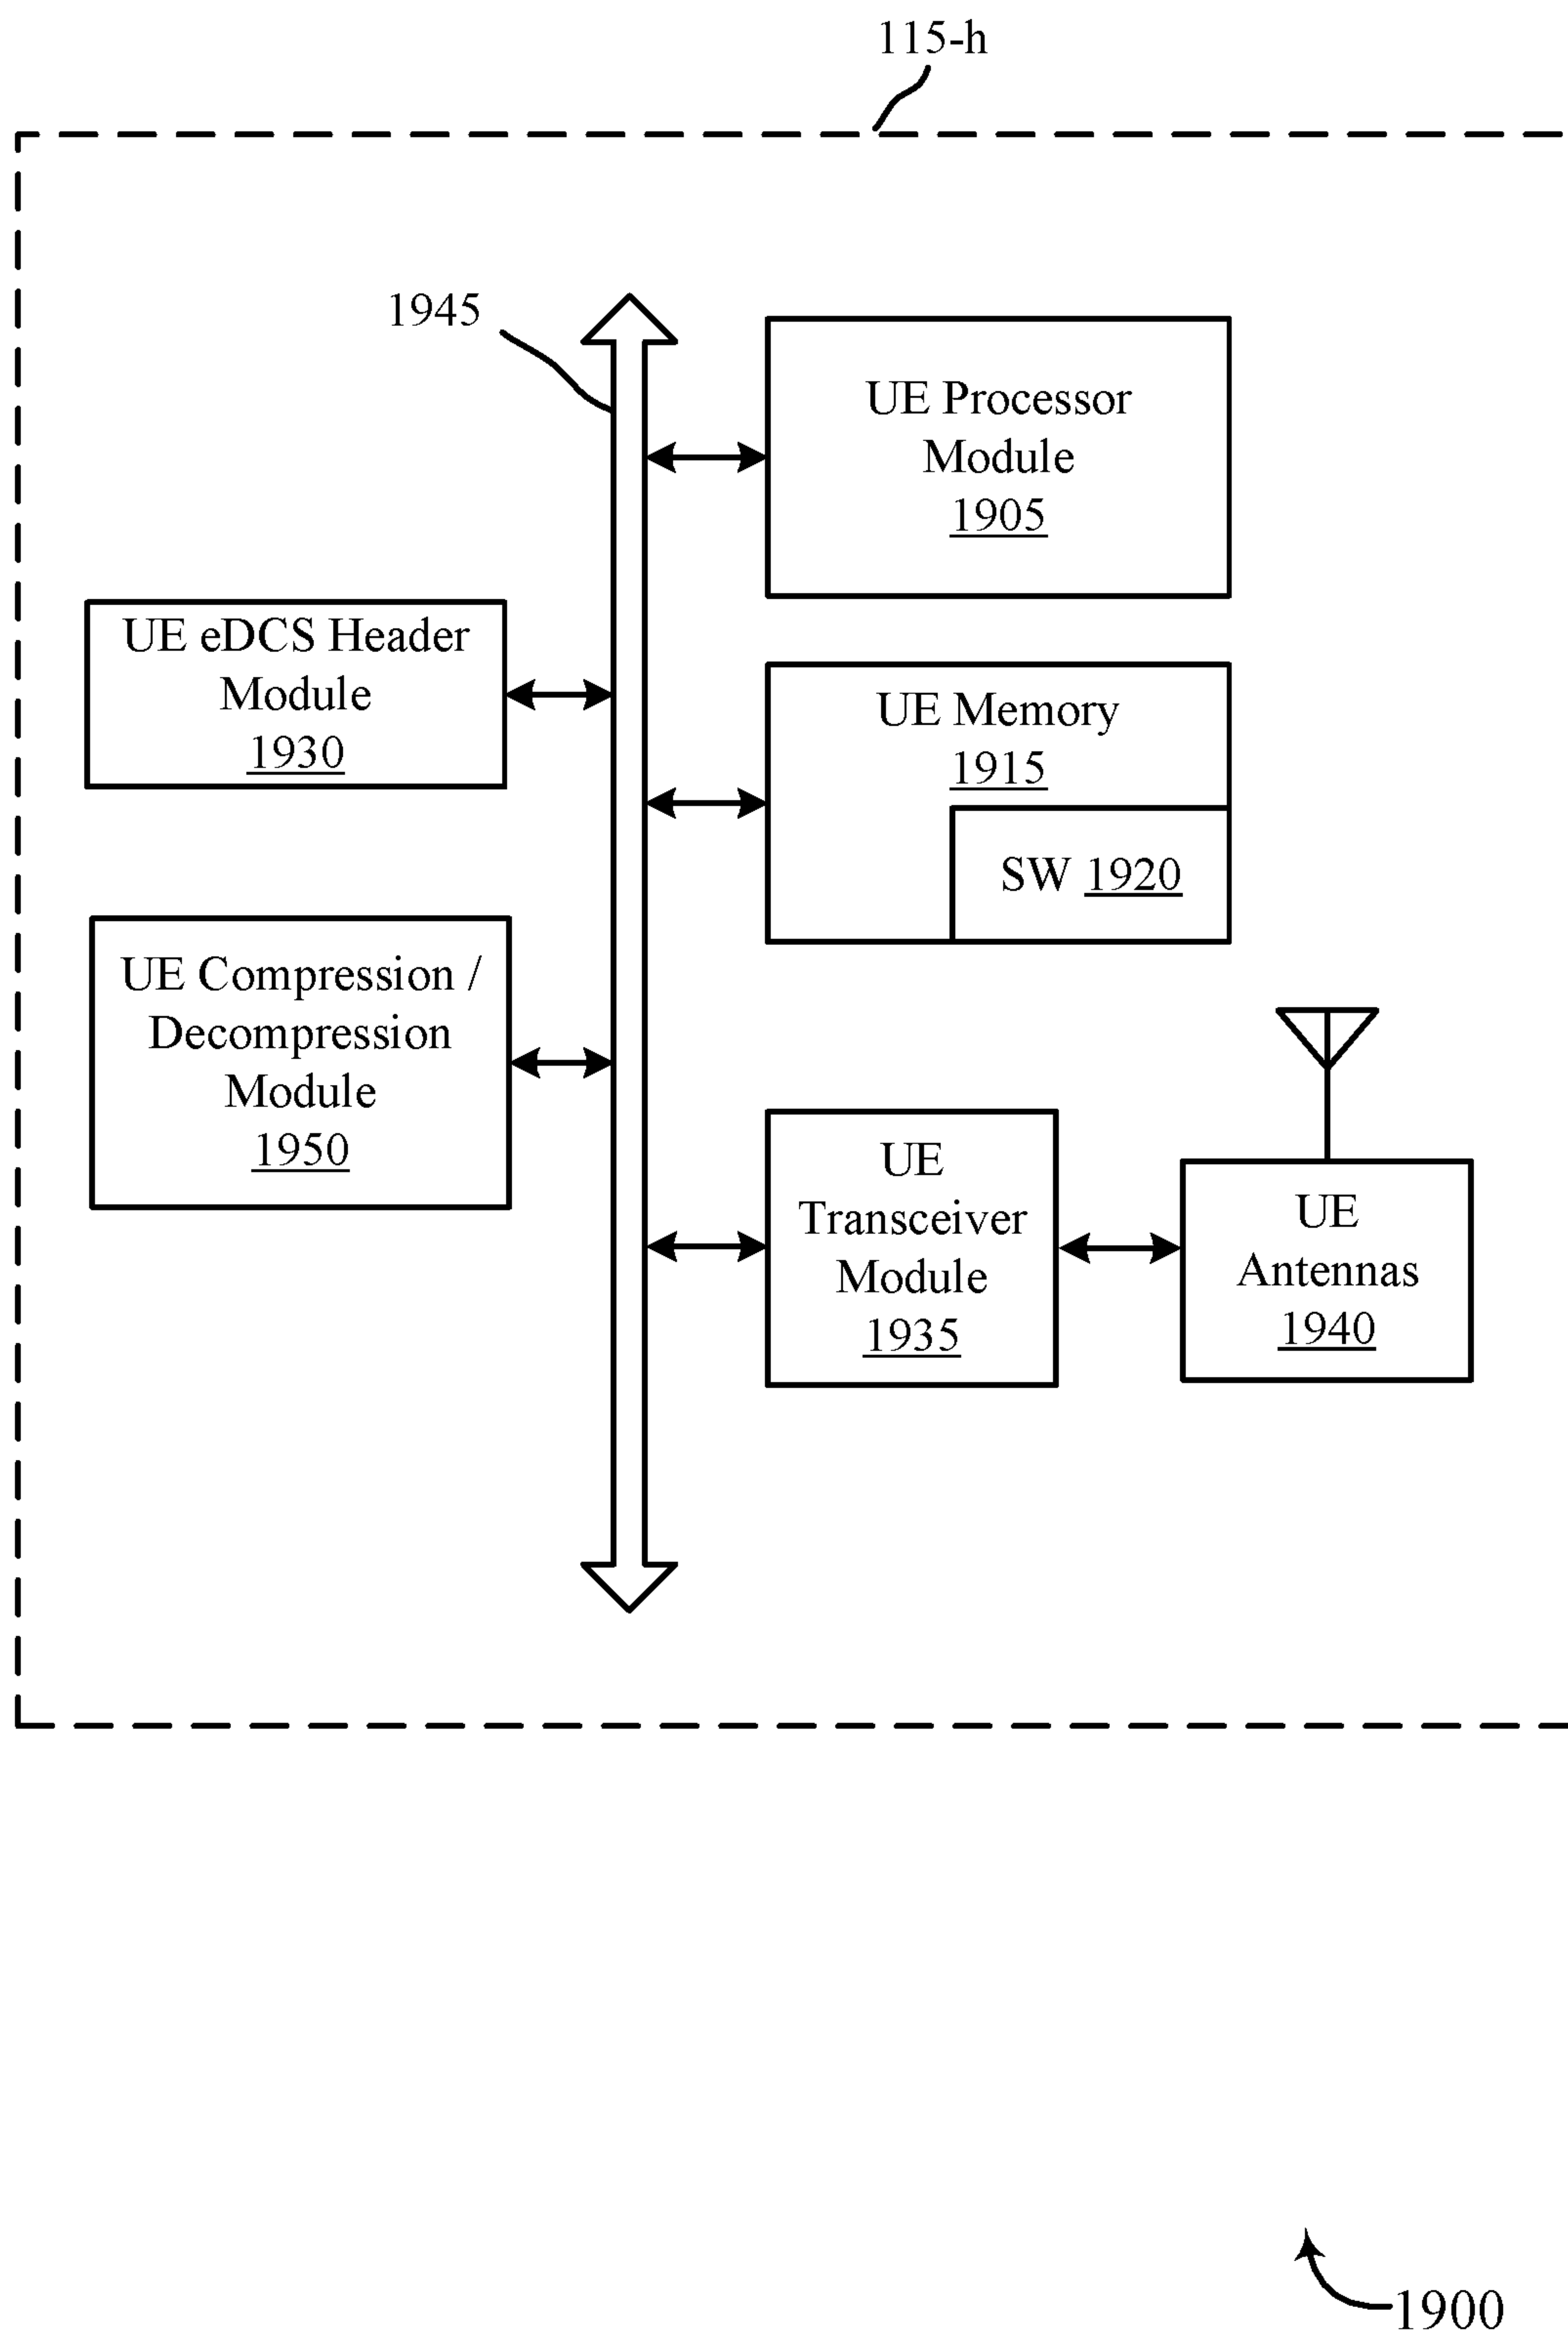 115-h
1945
UE Processor
Module
1905
UE eDCS Header
Module
1930
UE Memory
1915
SW 1920
UE Compression /
Decompression
Module
1950
UE
Transceiver
Module
1935
UE
Antennas
1940
1900